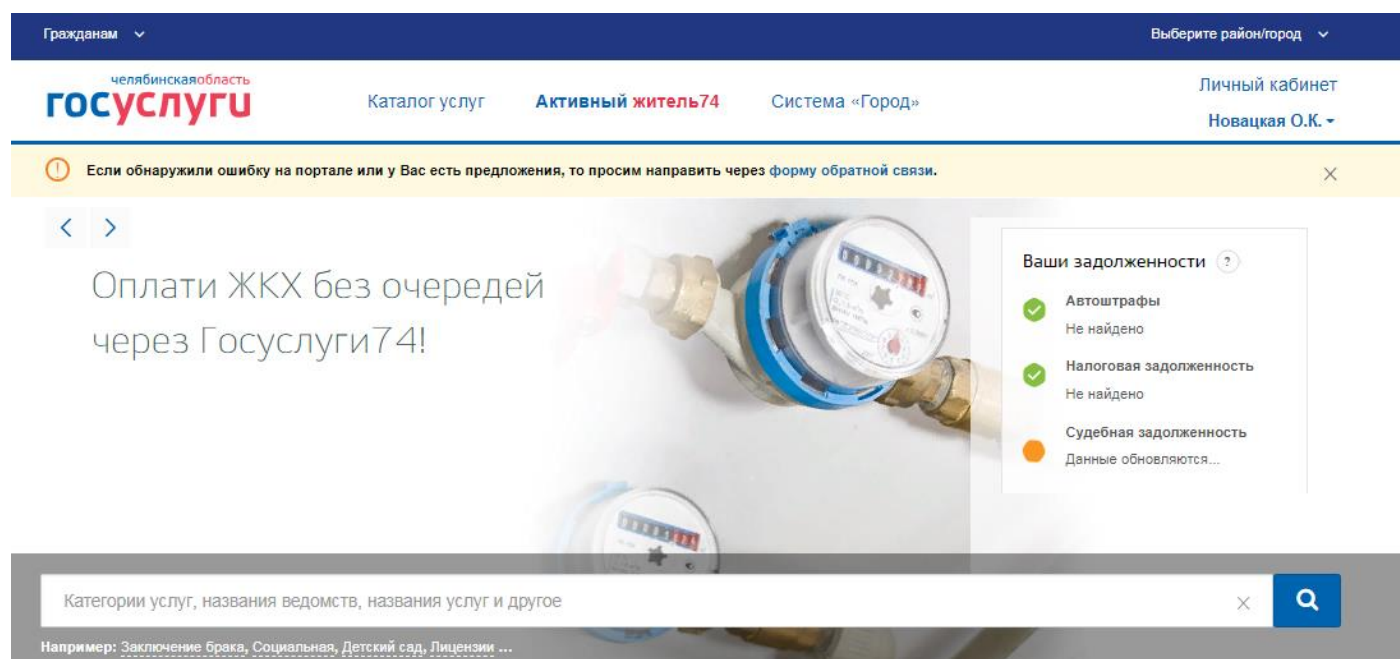 Гражданам
Выберите район/город
челябинскаяобласть
госуслуги
Каталог услуг
Активный житель74
Система «Город»
Личный кабинет
Новацкая О.К.
Если обнаружили ошибку на портале или у Вас есть предложения, то просим направить через форму обратной связи.
Оплати ЖКХ без очередей
через Госуслуги74!
Ваши задолженности ?
Автоштрафы
Не найдено
Налоговая задолженность
Не найдено
Судебная задолженность
Данные обновляются...
Категории услуг, названия ведомств, названия услуг и другое
Например: Заключение брака, Социальная, Детский сад, Лицензии ...